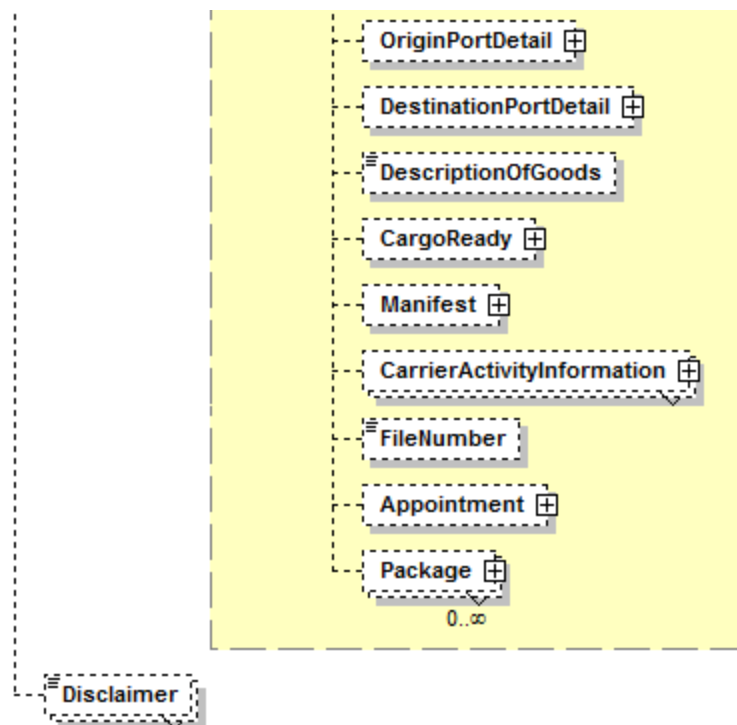 OriginPortDetail
DestinationPortDetail
DescriptionOfGoods
CargoReady
Manifest
CarrierActivityInformation
FileNumber
Appointment
Package
0..∞
Disclaimer